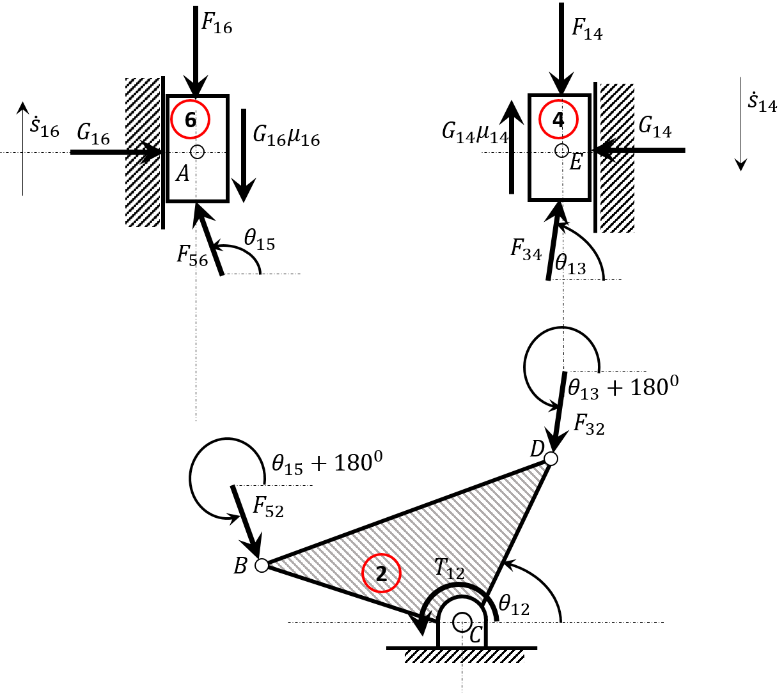 F₁₆
F₁₄
6
4
ṡ₁₆
G₁₆
G₁₆μ₁₆
G₁₄μ₁₄
G₁₄
ṡ₁₄
A
E
F₅₆
θ₁₅
F₃₄
θ₁₃
θ₁₃ + 180⁰
F₃₂
D
θ₁₅ + 180⁰
F₅₂
B
2
T₁₂
θ₁₂
C